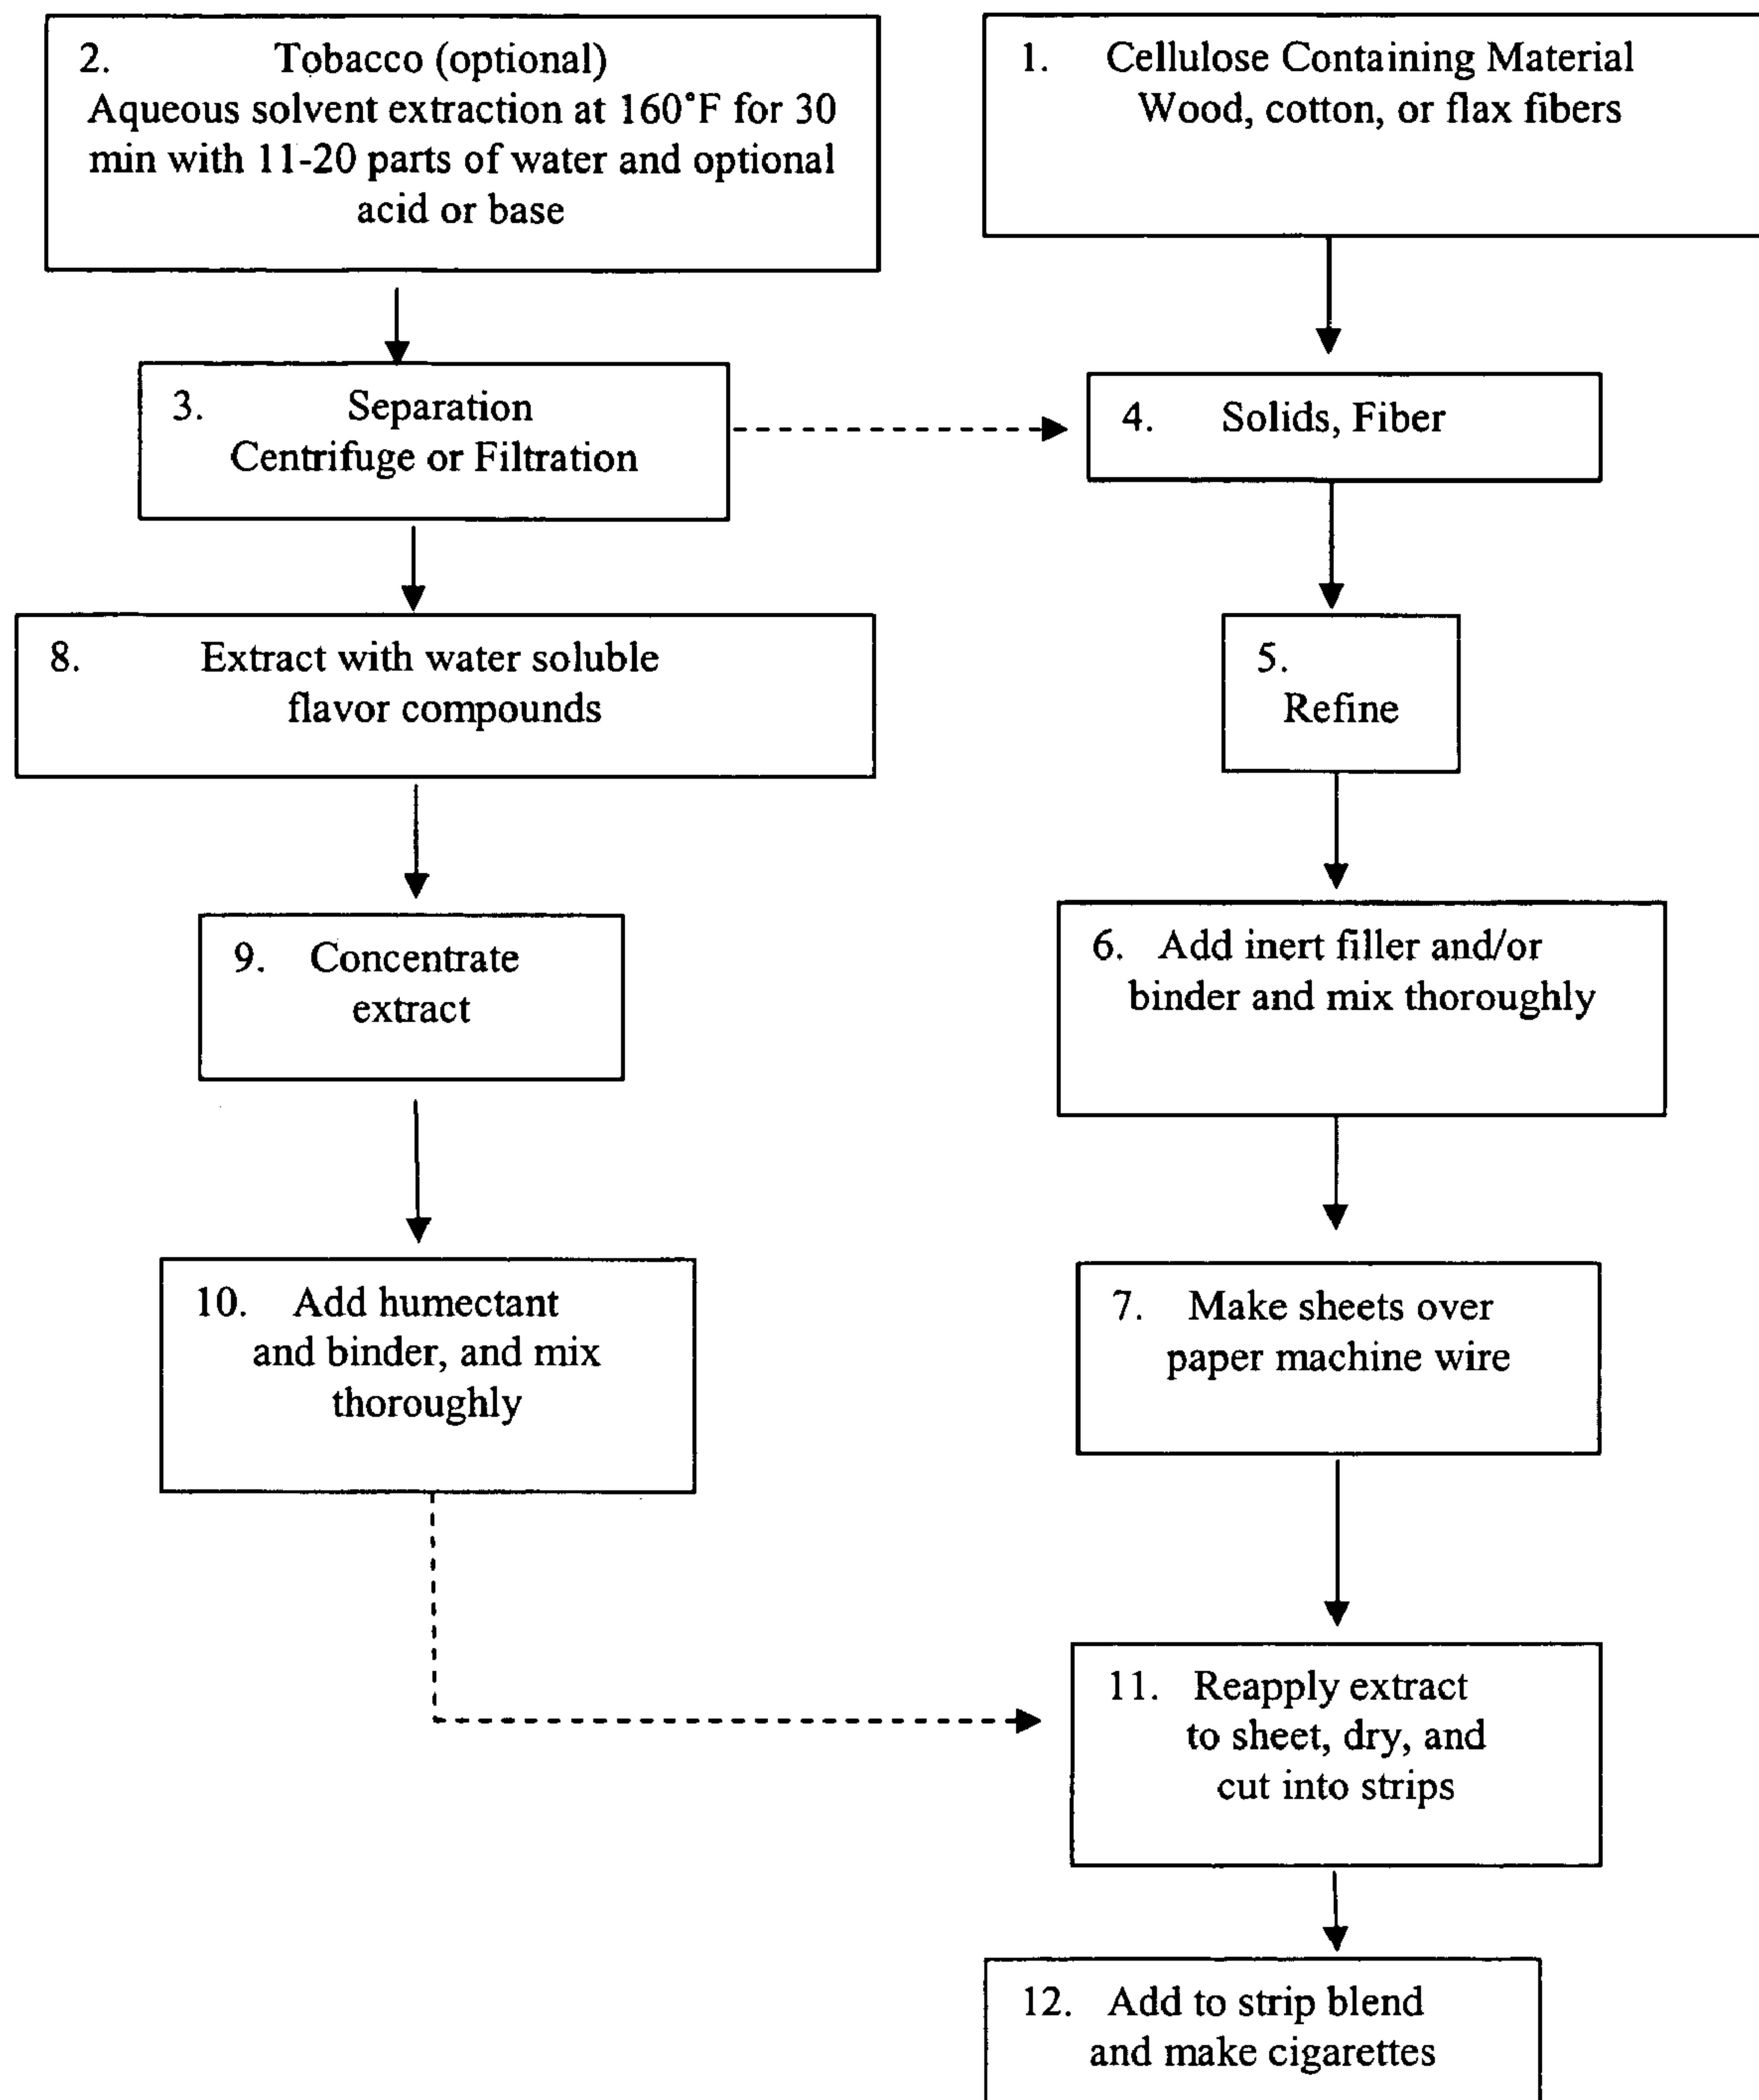 2. Tobacco (optional)
Aqueous solvent extraction at 160°F for 30
min with 11-20 parts of water and optional
acid or base
1. Cellulose Containing Material
Wood, cotton, or flax fibers
3. Separation
Centrifuge or Filtration
4. Solids, Fiber
8. Extract with water soluble
flavor compounds
5.
Refine
9. Concentrate
extract
6. Add inert filler and/or
binder and mix thoroughly
10. Add humectant
and binder, and mix
thoroughly
7. Make sheets over
paper machine wire
11. Reapply extract
to sheet, dry, and
cut into strips
12. Add to strip blend
and make cigarettes